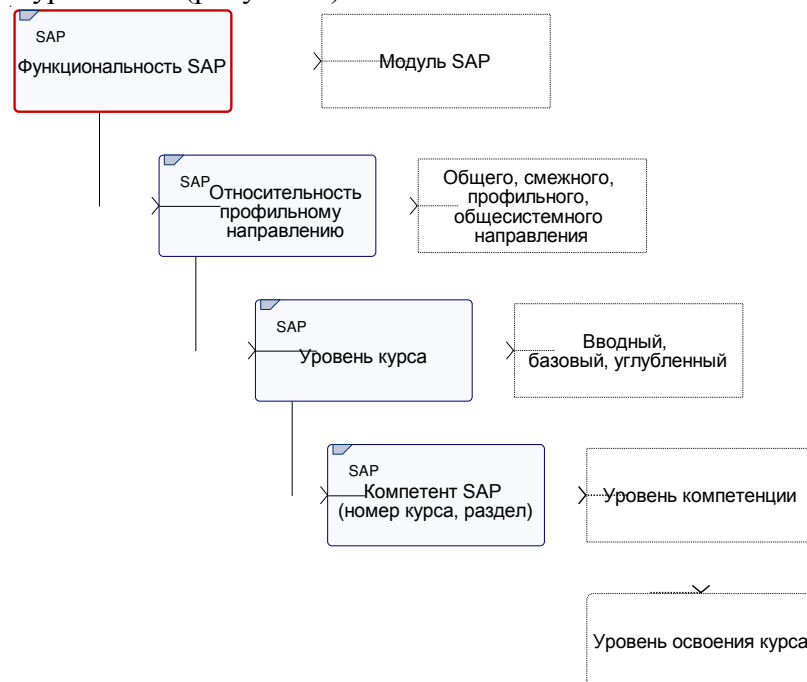 SAP
Функциональность SAP
Модуль SAP
SAP
Относительность
профильному
направлению
Общего, смежного,
профильного,
общесистемного
направления
SAP
Уровень курса
Вводный,
базовый, углубленный
SAP
Компетент SAP
(номер курса, раздел)
Уровень компетенции
Уровень освоения курса